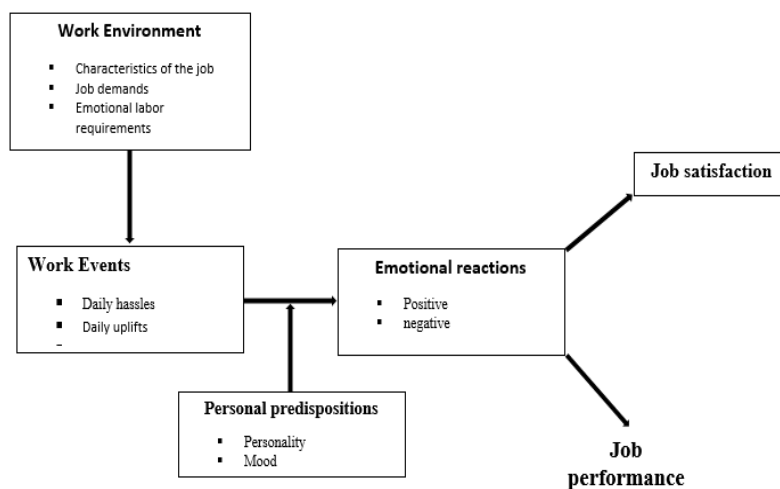 Work Environment
▪ Characteristics of the job
▪ Job demands
▪ Emotional labor
requirements
Job satisfaction
Work Events
▪ Daily hassles
▪ Daily uplifts
–
Emotional reactions
▪ Positive
▪ negative
Personal predispositions
▪ Personality
▪ Mood
Job
performance